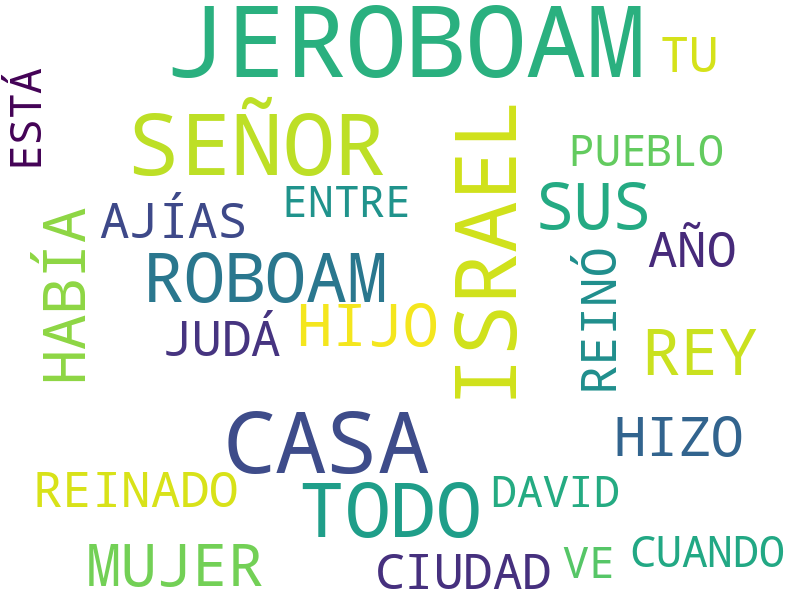 JEROBOAM
TU
ESTÁ
SEÑOR
ISRAEL
PUEBLO
ENTRE
SUS
AJÍAS
HABÍA
AÑO
ROBOAM
REINÓ
HIJO
JUDÁ
REY
CASA
HIZO
REINADO
TODO
DAVID
MUJER
CIUDAD
VE
CUANDO